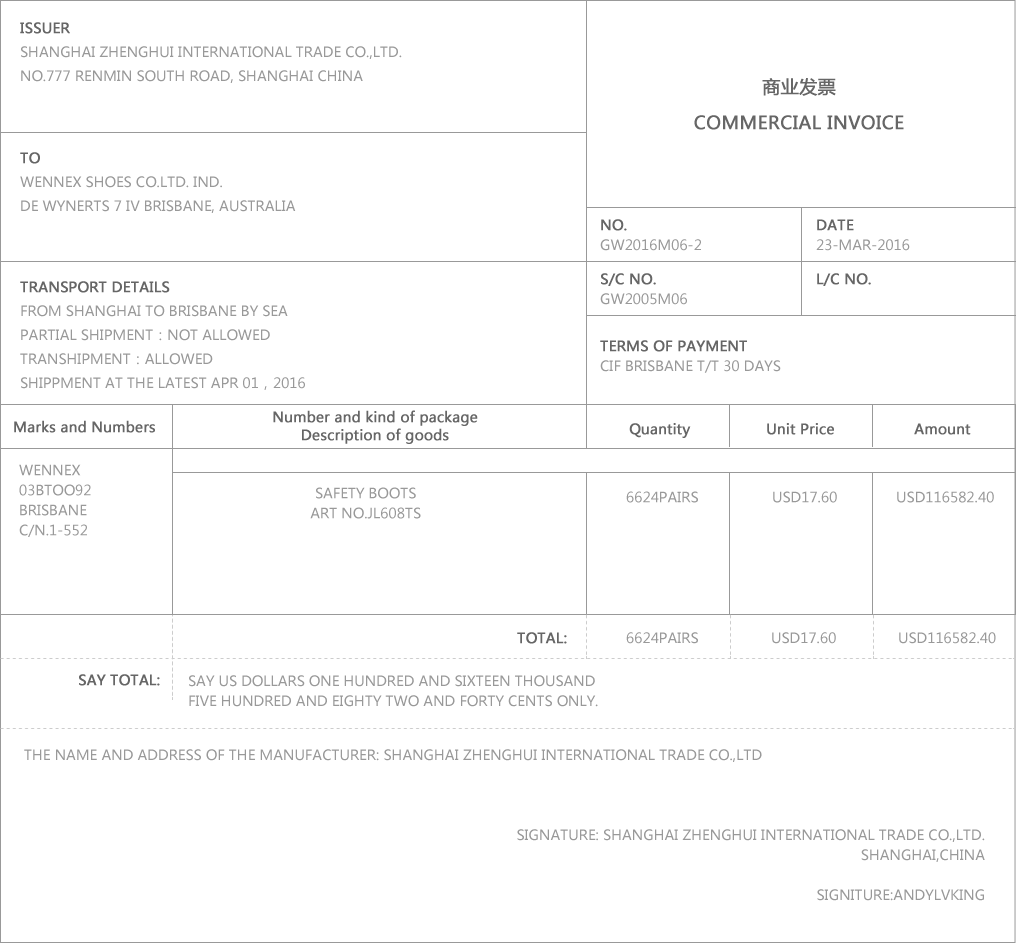 ISSUER
SHANGHAI ZHENGHUI INTERNATIONAL TRADE CO.,LTD.
NO.777 RENMIN SOUTH ROAD, SHANGHAI CHINA
商业发票
COMMERCIAL INVOICE
TO
WENNEX SHOES CO.LTD. IND.
DE WYNERTS 7 IV BRISBANE, AUSTRALIA
NO.
GW2016M06-2
DATE
23-MAR-2016
TRANSPORT DETAILS
FROM SHANGHAI TO BRISBANE BY SEA
PARTIAL SHIPMENT : NOT ALLOWED
TRANSHIPMENT : ALLOWED
SHIPPMENT AT THE LATEST APR 01 , 2016
S/C NO.
GW2005M06
L/C NO.
TERMS OF PAYMENT
CIF BRISBANE T/T 30 DAYS
Marks and Numbers
Number and kind of package
Description of goods
Quantity
Unit Price
Amount
WENNEX
03BTOO92
BRISBANE
C/N.1-552
SAFETY BOOTS
ART NO.JL608TS
6624PAIRS
USD17.60
USD116582.40
TOTAL:
6624PAIRS
USD17.60
USD116582.40
SAY TOTAL:
SAY US DOLLARS ONE HUNDRED AND SIXTEEN THOUSAND
FIVE HUNDRED AND EIGHTY TWO AND FORTY CENTS ONLY.
THE NAME AND ADDRESS OF THE MANUFACTURER: SHANGHAI ZHENGHUI INTERNATIONAL TRADE CO.,LTD
SIGNATURE: SHANGHAI ZHENGHUI INTERNATIONAL TRADE CO.,LTD.
SHANGHAI,CHINA
SIGNITURE:ANDYLVKING